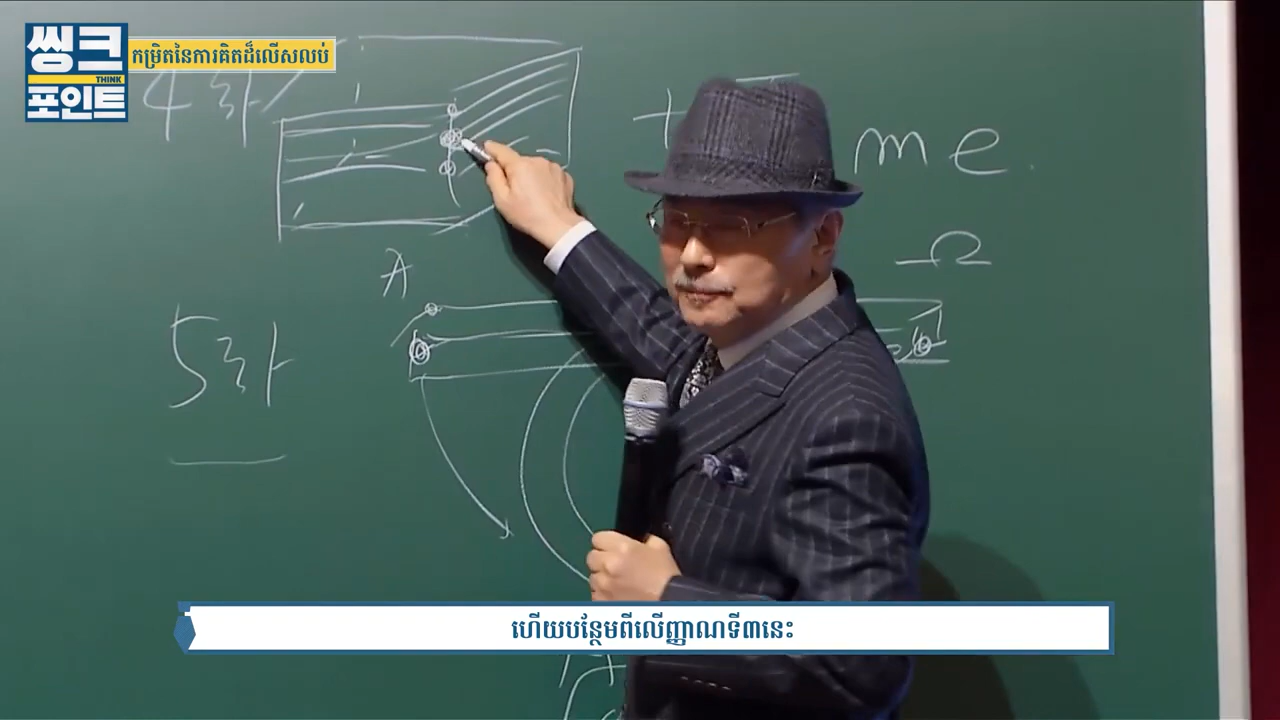 씽크
THINK
포인트
កម្រិតនៃការគិតដ៏លើសលប់
4차
me.
A
Ω
5차
ហើយបន្ថែមពីលើញ្ញាណទី៣នេះ